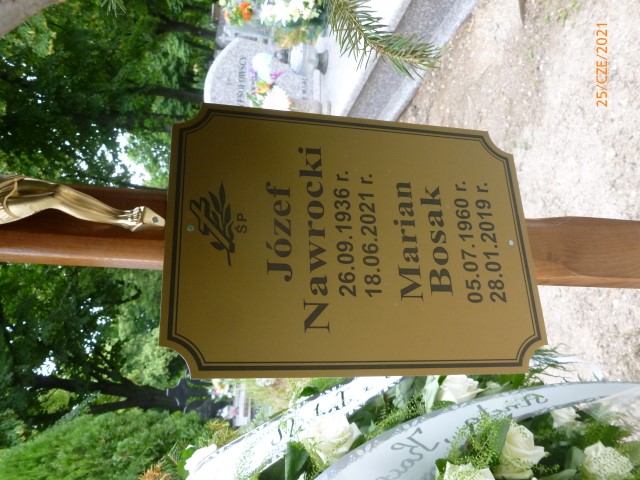 ŚP
Józef
Nawrocki
26.09.1936 r.
18.06.2021 r.
Marian
Bosak
05.07.1960 r.
28.01.2019 r.
25/CZE/2021